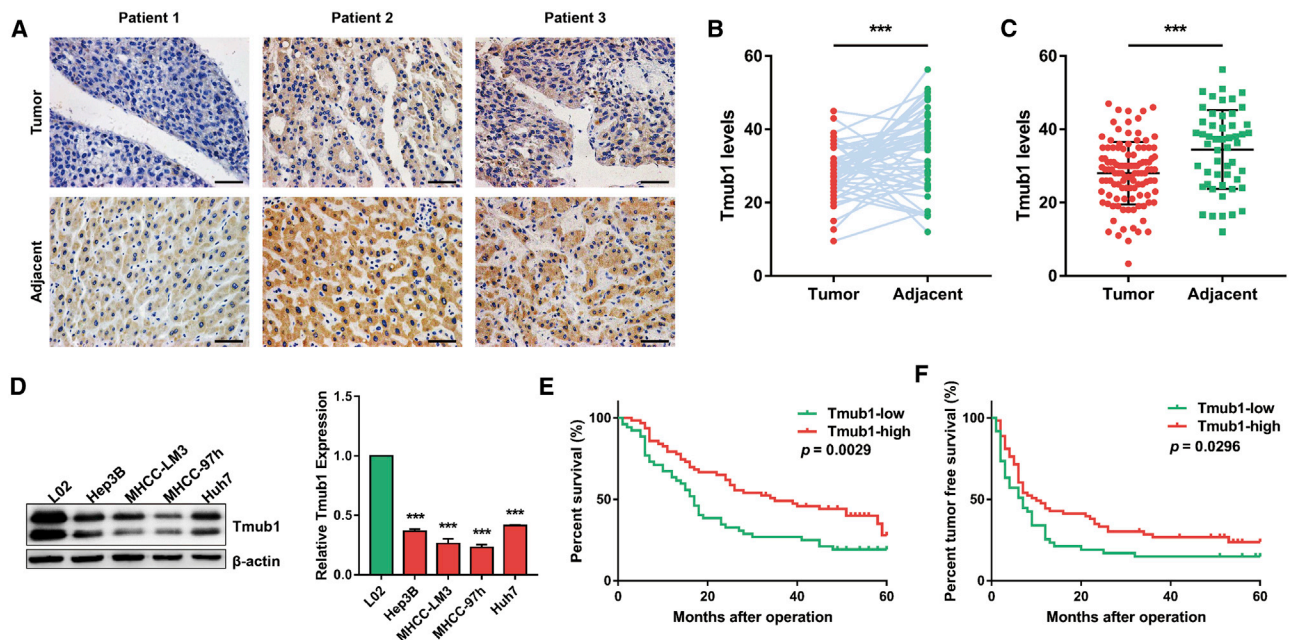 A
Patient 1
Patient 2
Patient 3
Tumor
Adjacent
B
***
Tmub1 levels
60
40
20
0
Tumor
Adjacent
C
***
Tmub1 levels
60
40
20
0
Tumor
Adjacent
D
L02
Hep3B
MHCC-LM3
MHCC-97h
Huh7
Tmub1
β-actin
Relative Tmub1 Expression
1.5
1.0
0.5
0.0
***
***
***
***
L02
Hep3B
MHCC-LM3
MHCC-97h
Huh7
E
Percent survival (%)
100
50
0
Tmub1-low
Tmub1-high
p = 0.0029
0
20
40
60
Months after operation
F
Percent tumor free survival (%)
100
50
0
Tmub1-low
Tmub1-high
p = 0.0296
0
20
40
60
Months after operation